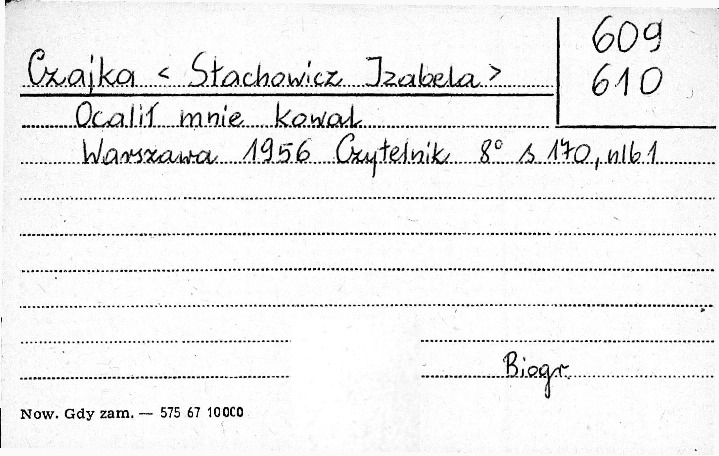 609
610
Czajka < Stachowicz Izabela >
Ocalił mnie kowal
Warszawa 1956 Czytelnik 8° s 170, nlb 1
Biogr.
Now. Gdy zam. — 575 67 10000